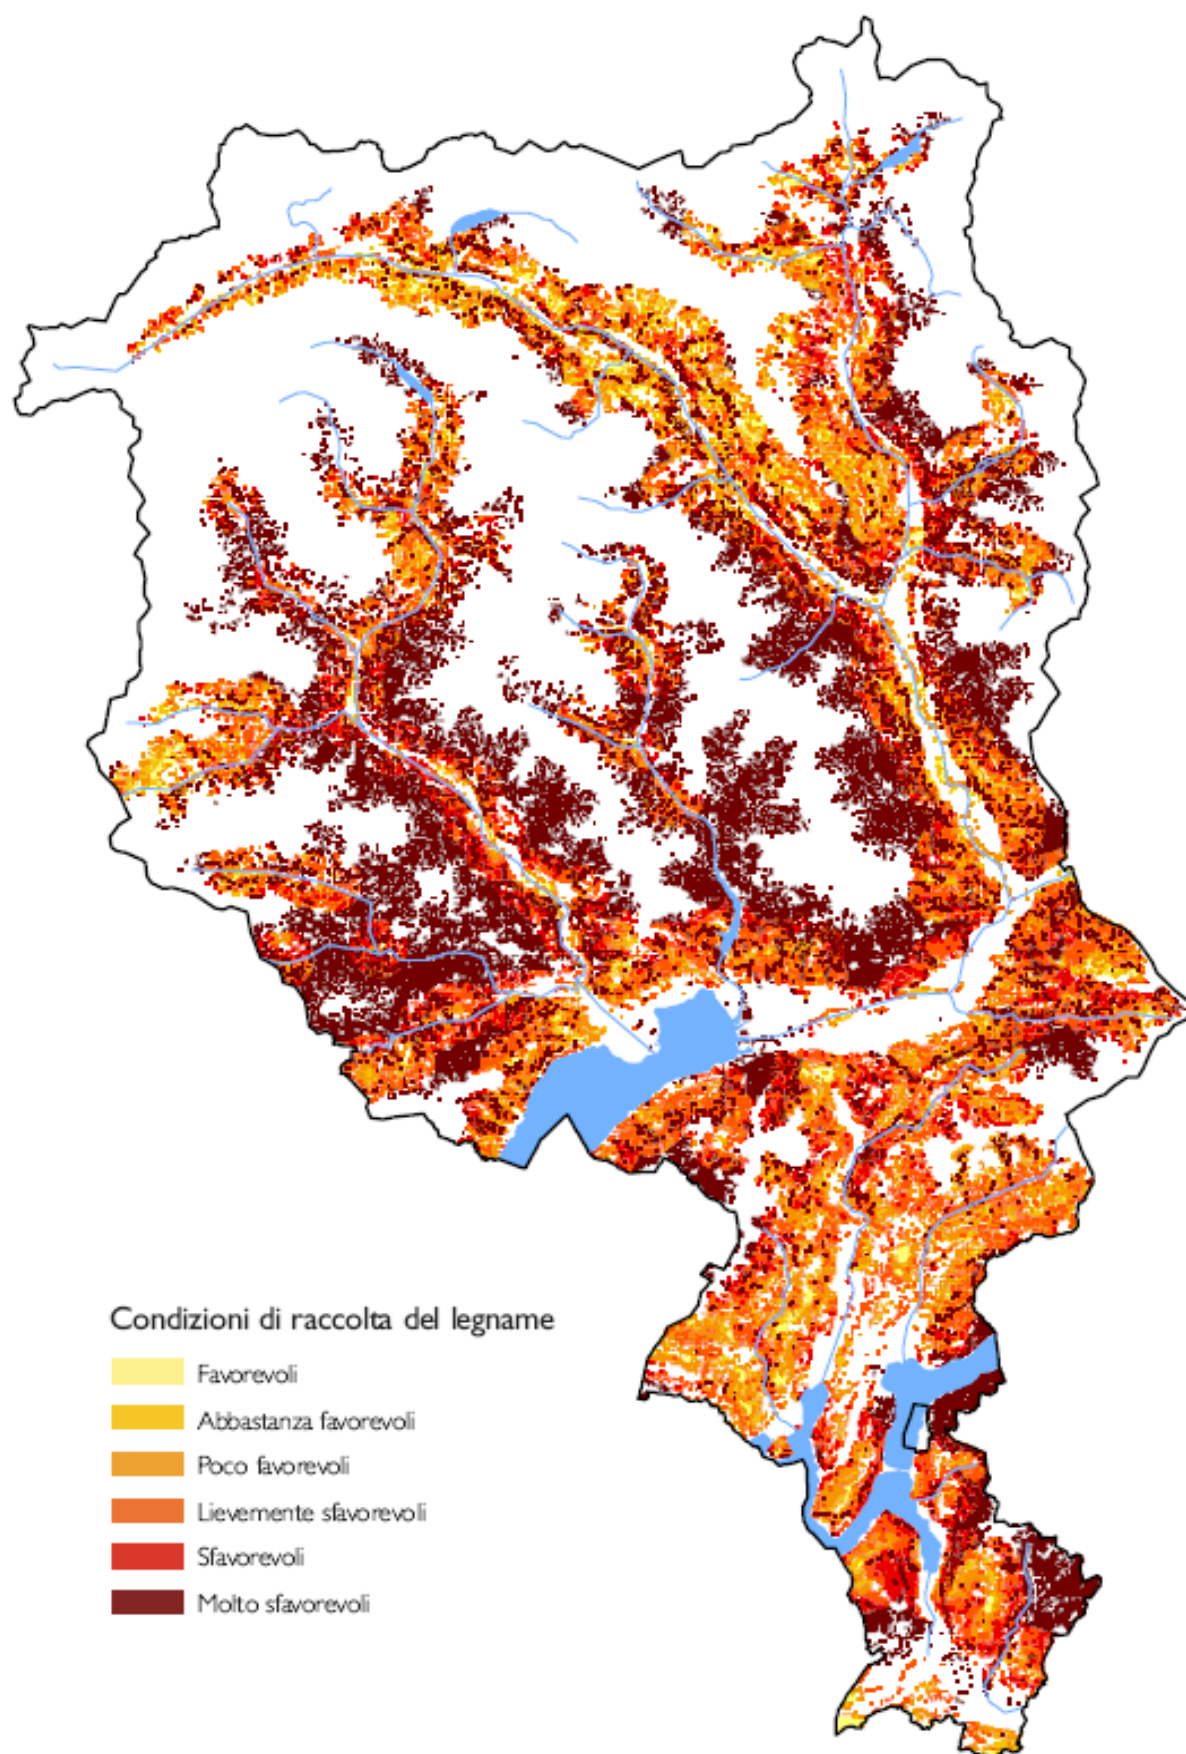 Condizioni di raccolta del legname
Favorevoli
Abbastanza favorevoli
Poco favorevoli
Lievemente sfavorevoli
Sfavorevoli
Molto sfavorevoli